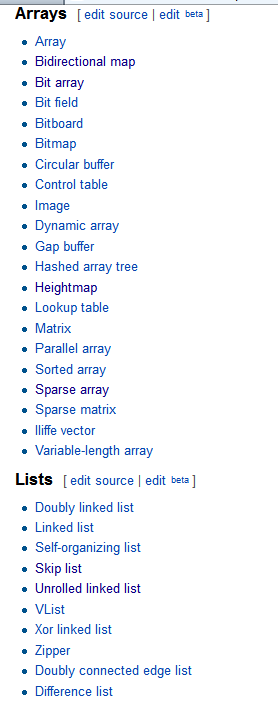 Arrays [ edit source | edit beta ]
Array
Bidirectional map
Bit array
Bit field
Bitboard
Bitmap
Circular buffer
Control table
Image
Dynamic array
Gap buffer
Hashed array tree
Heightmap
Lookup table
Matrix
Parallel array
Sorted array
Sparse array
Sparse matrix
Iliffe vector
Variable-length array
Lists [ edit source | edit beta ]
Doubly linked list
Linked list
Self-organizing list
Skip list
Unrolled linked list
VList
Xor linked list
Zipper
Doubly connected edge list
Difference list